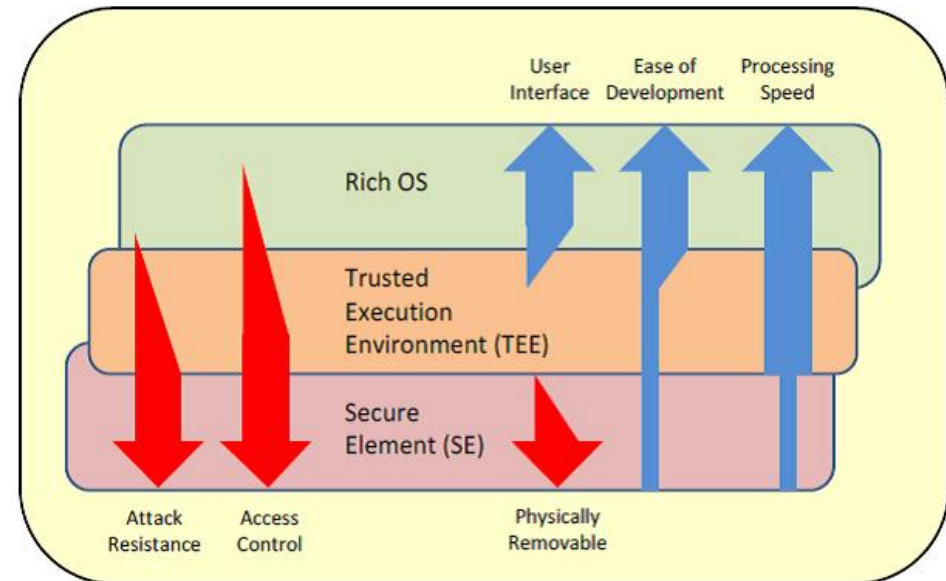 User
Interface
Ease of
Development
Processing
Speed
Rich OS
Trusted
Execution
Environment (TEE)
Secure
Element (SE)
Attack
Resistance
Access
Control
Physically
Removable